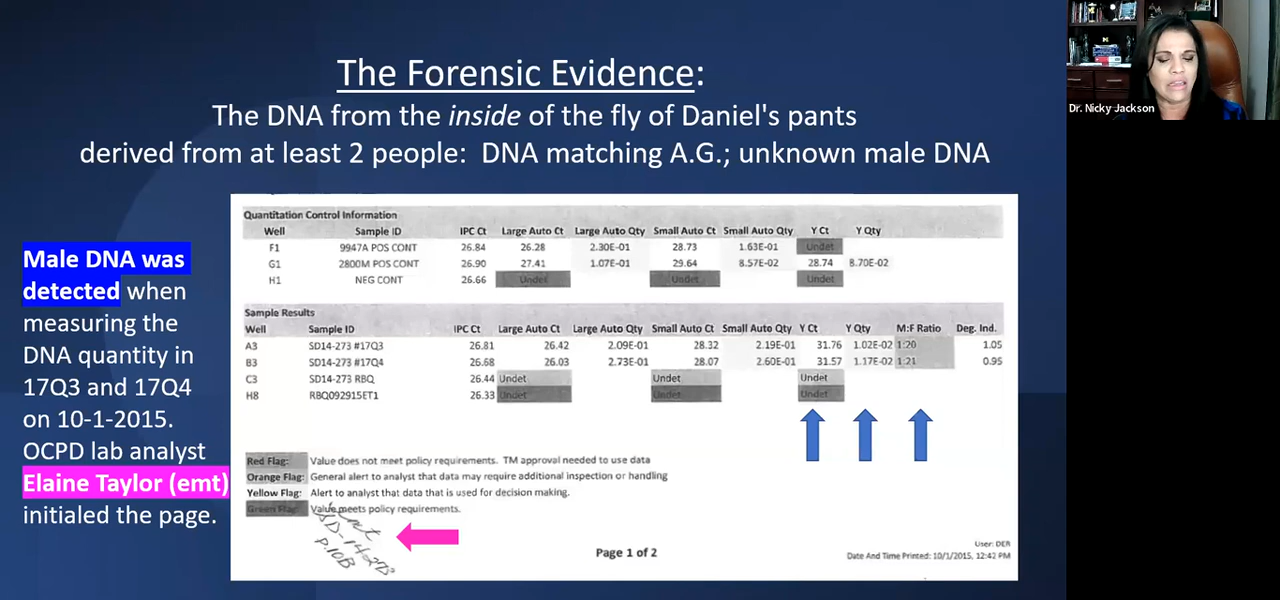 The Forensic Evidence:
The DNA from the inside of the fly of Daniel's pants
derived from at least 2 people: DNA matching A.G.; unknown male DNA
Dr. Nicky Jackson
Male DNA was
detected when
measuring the
DNA quantity in
17Q3 and 17Q4
on 10-1-2015.
OCPD lab analyst
Elaine Taylor (emt)
initialed the page.
Quantitation Control Information
Well Sample ID IPC Ct Large Auto Ct Large Auto Qty Small Auto Ct Small Auto Qty Y Ct Y Qty
F1 9947A POS CONT 26.84 26.28 2.30E-01 28.73 1.63E-01 Undet
G1 2800M POS CONT 26.90 27.41 1.07E-01 29.64 8.57E-02 28.74 8.70E-02
H1 NEG CONT 26.66 Undet Undet Undet
Sample Results
Well Sample ID IPC Ct Large Auto Ct Large Auto Qty Small Auto Ct Small Auto Qty Y Ct Y Qty M:F Ratio Deg. Ind.
A3 SD14-273 #17Q3 26.81 26.42 2.09E-01 28.32 2.19E-01 31.76 1.02E-02 1:20 1.05
B3 SD14-273 #17Q4 26.68 26.03 2.73E-01 28.07 2.60E-01 31.57 1.17E-02 1:21 0.95
C3 SD14-273 RBQ 26.44 Undet Undet Undet
H8 RBQ092915ET1 26.33 Undet Undet Undet
Red Flag: Value does not meet policy requirements. TM approval needed to use data
Orange Flag: General alert to analyst that data may require additional inspection or handling
Yellow Flag: Alert to analyst that data that is used for decision making.
Green Flag: Value meets policy requirements.
emt
SD-14-273
p.10B
Page 1 of 2
User: DER
Date And Time Printed: 10/1/2015, 12:42 PM